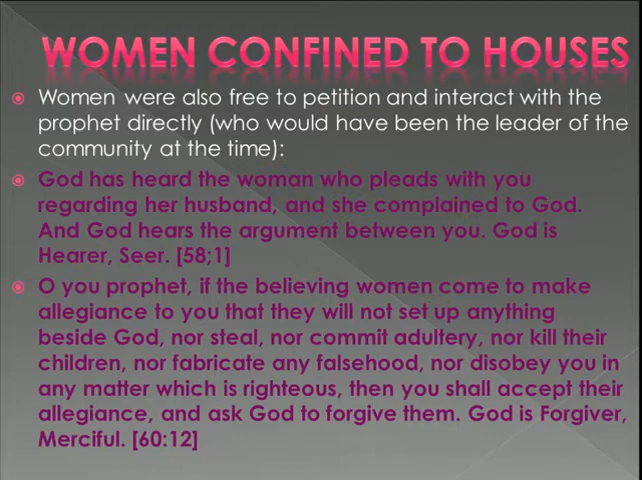 WOMEN CONFINED TO HOUSES
Women were also free to petition and interact with the
prophet directly (who would have been the leader of the
community at the time):
God has heard the woman who pleads with you
regarding her husband, and she complained to God.
And God hears the argument between you. God is
Hearer, Seer. [58;1]
O you prophet, if the believing women come to make
allegiance to you that they will not set up anything
beside God, nor steal, nor commit adultery, nor kill their
children, nor fabricate any falsehood, nor disobey you in
any matter which is righteous, then you shall accept their
allegiance, and ask God to forgive them. God is Forgiver,
Merciful. [60:12]